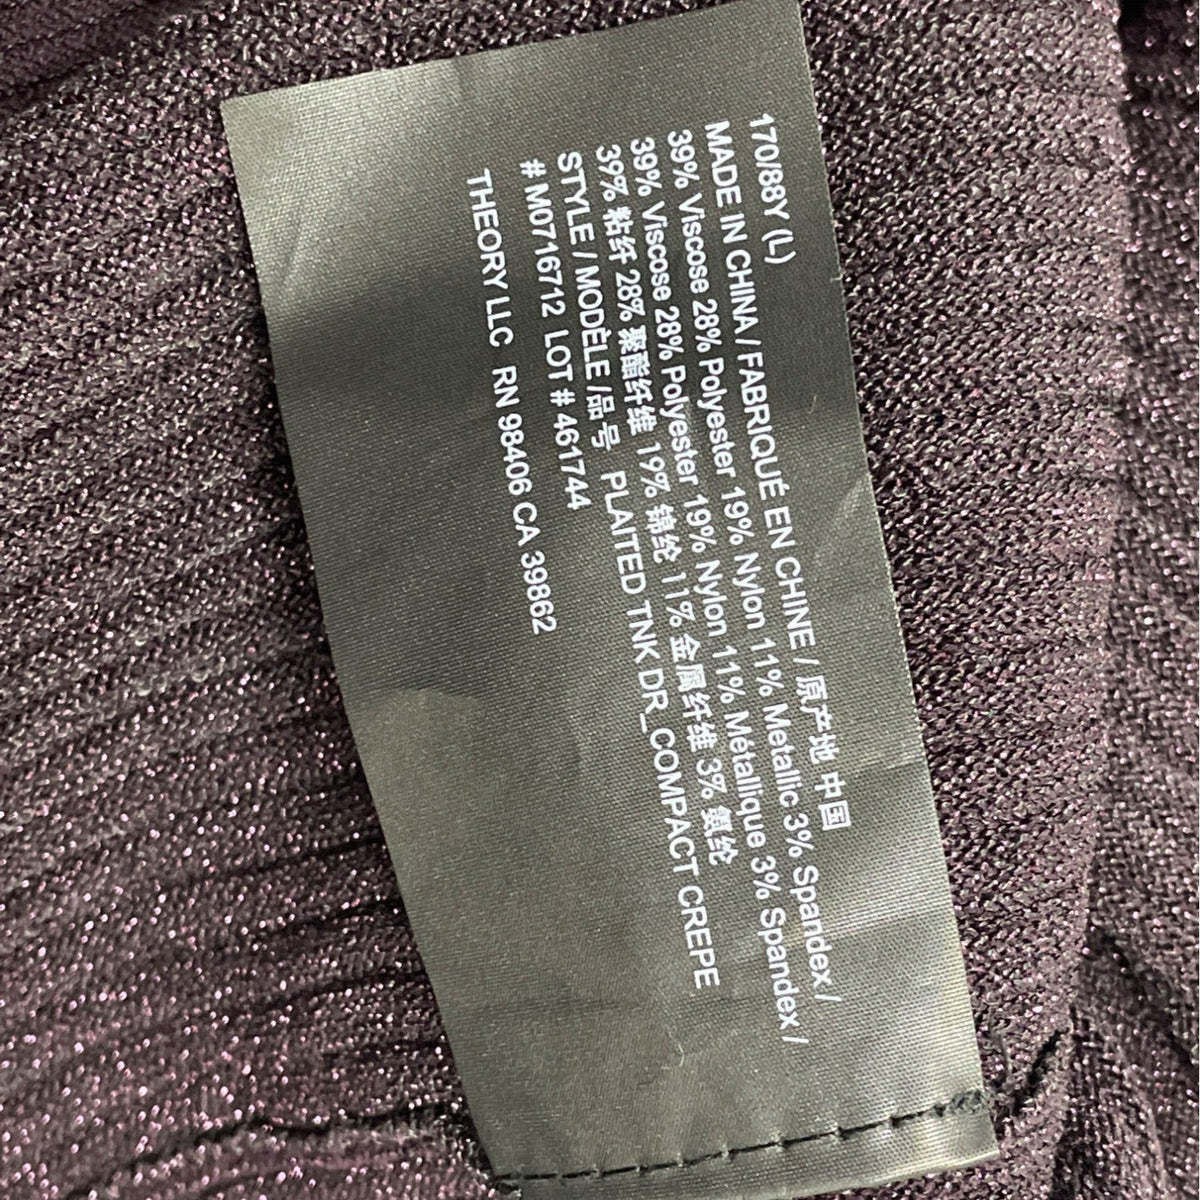 170/88Y (L)
MADE IN CHINA / FABRIQUÉ EN CHINE / 原产地 中国
39% Viscose 28% Polyester 19% Nylon 11% Metallic 3% Spandex /
39% Viscose 28% Polyester 19% Nylon 11% Métallique 3% Spandex /
39% 粘纤 28% 聚酯纤维 19% 锦纶 11% 金属纤维 3% 氨纶
STYLE / MODÈLE / 品号 PLAITED TNK DR_COMPACT CREPE
# M0716712 LOT # 461744
THEORY LLC RN 98406 CA 39862